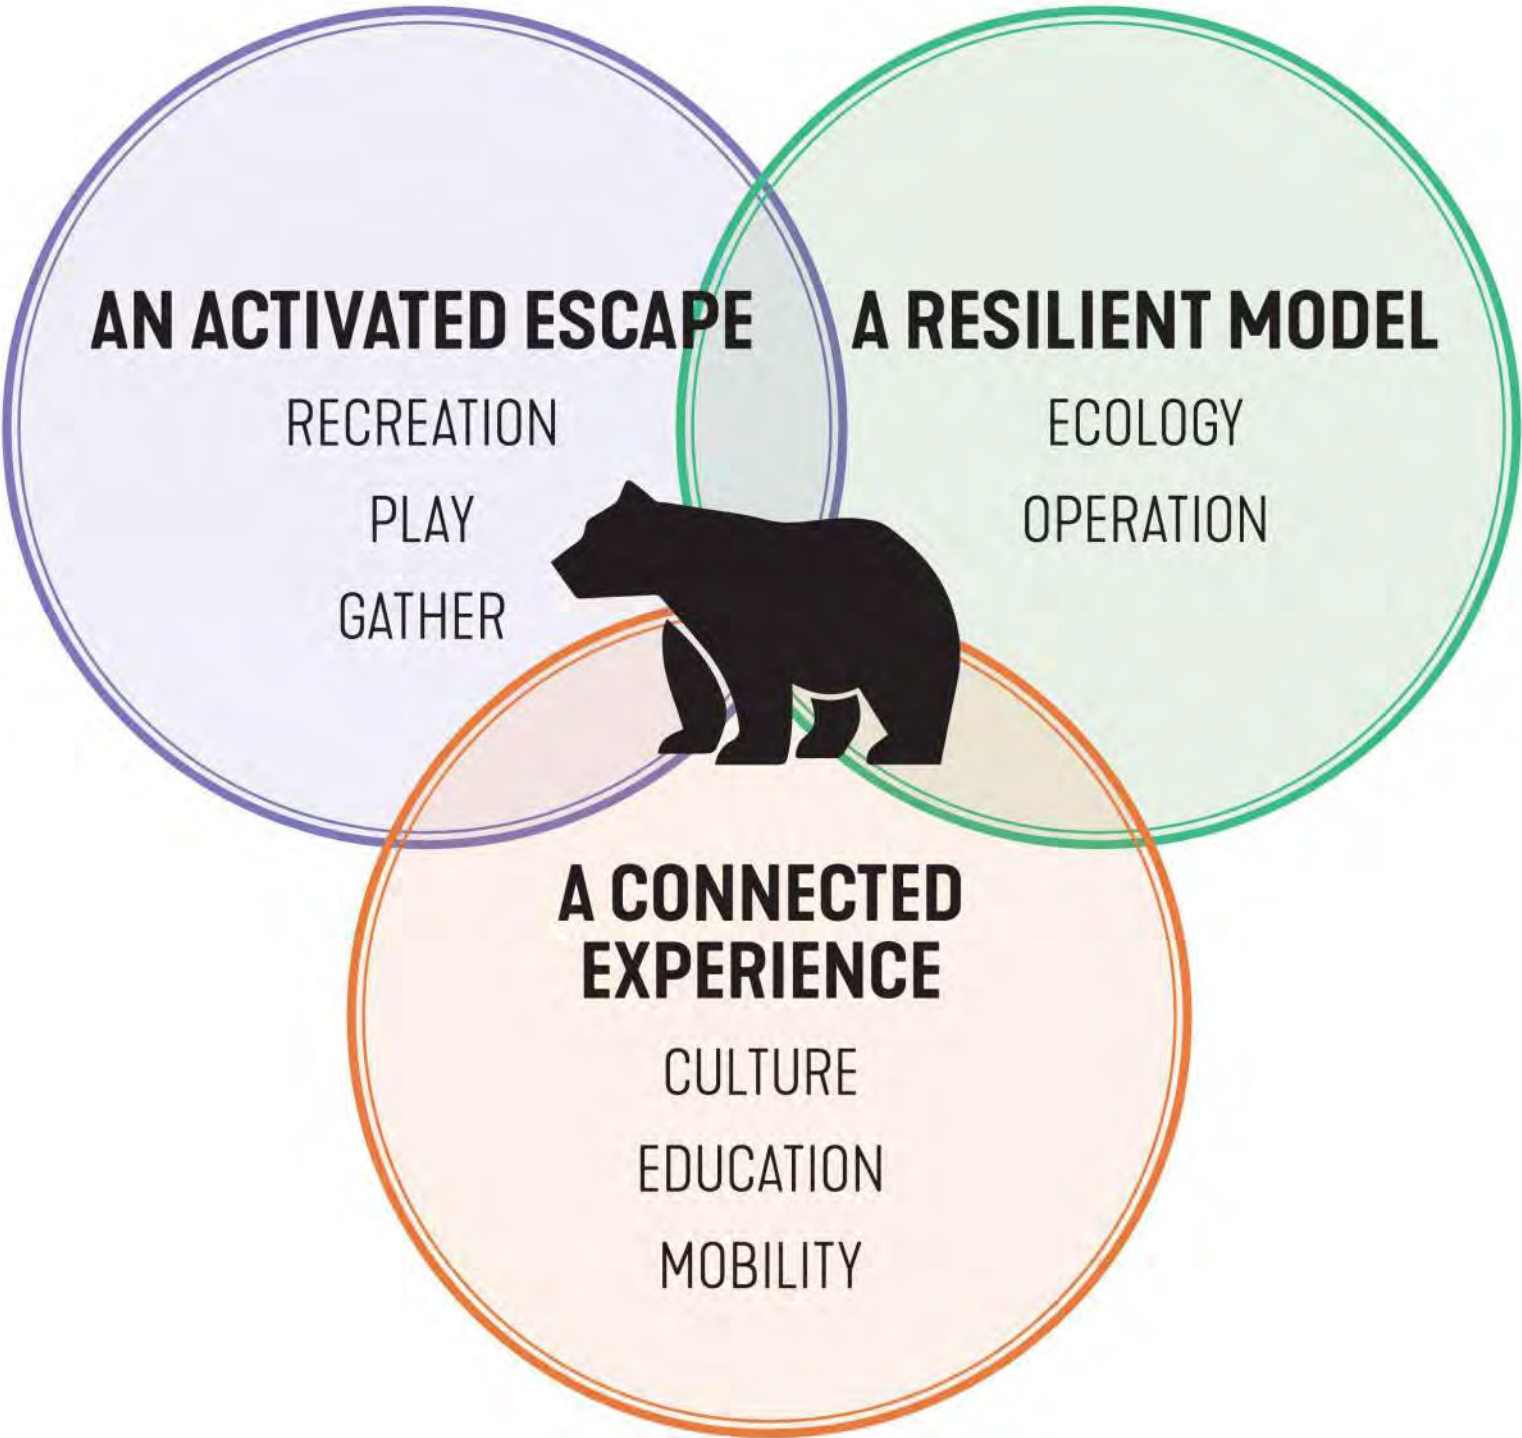 AN ACTIVATED ESCAPE
RECREATION
PLAY
GATHER
A RESILIENT MODEL
ECOLOGY
OPERATION
A CONNECTED
EXPERIENCE
CULTURE
EDUCATION
MOBILITY